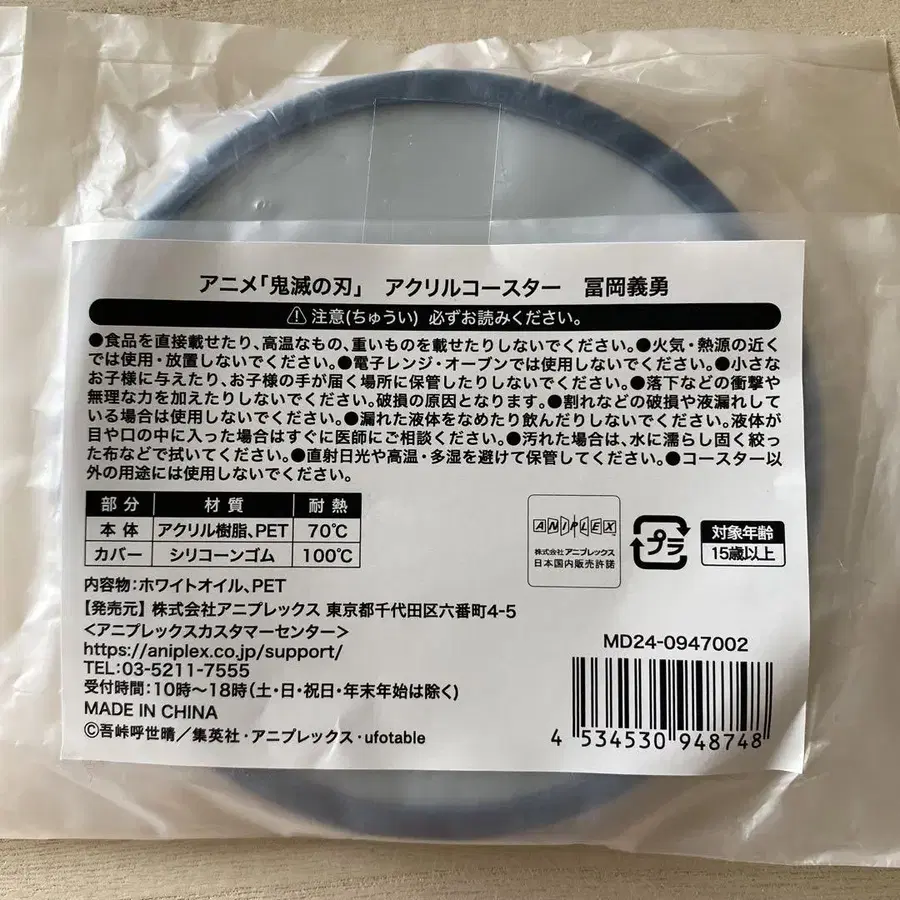 アニメ「鬼滅の刃」 アクリルコースター 冨岡義勇
⚠注意(ちゅうい) 必ずお読みください。
●食品を直接載せたり、高温なもの、重いものを載せたりしないでください。●火気・熱源の近く
では使用・放置しないでください。●電子レンジ・オーブンでは使用しないでください。●小さな
お子様に与えたり、お子様の手が届く場所に保管したりしないでください。●落下などの衝撃や
無理な力を加えたりしないでください。破損の原因となります。●割れなどの破損や液漏れして
いる場合は使用しないでください。●漏れた液体をなめたり飲んだりしないでください。液体が
目や口の中に入った場合はすぐに医師にご相談ください。●汚れた場合は、水に濡らし固く絞っ
た布などで拭いてください。●直射日光や高温・多湿を避けて保管してください。●コースター以
外の用途には使用しないでください。
部分 材質 耐熱
本体 アクリル樹脂、PET 70℃
カバー シリコーンゴム 100℃
ANIPLEX
株式会社アニプレックス
日本国内販売許諾
プラ
対象年齢
15歳以上
内容物:ホワイトオイル、PET
【発売元】株式会社アニプレックス 東京都千代田区六番町4-5
<アニプレックスカスタマーセンター>
https://aniplex.co.jp/support/
TEL:03-5211-7555
受付時間:10時～18時(土・日・祝日・年末年始は除く)
MADE IN CHINA
©吾峠呼世晴／集英社・アニプレックス・ufotable
MD24-0947002
4 534530 948748